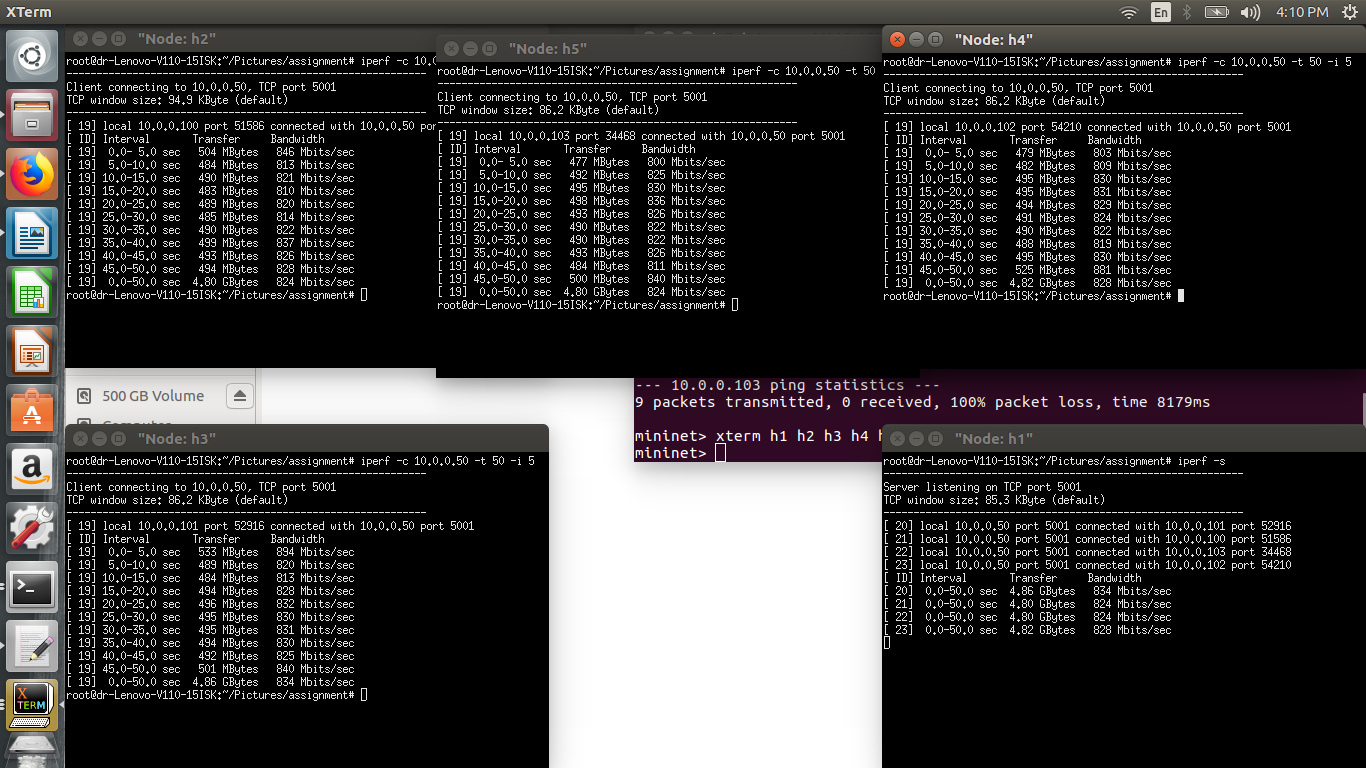 XTerm
En
4:10 PM
"Node: h2"
root@dr-Lenovo-V110-15ISK:~/Pictures/assignment# iperf -c 10.0
------------------------------------------------------------
Client connecting to 10.0.0.50, TCP port 5001
TCP window size: 94.9 KByte (default)
------------------------------------------------------------
[ 19] local 10.0.0.100 port 51586 connected with 10.0.0.50 por
[ ID] Interval Transfer Bandwidth
[ 19] 0.0- 5.0 sec 504 MBytes 846 Mbits/sec
[ 19] 5.0-10.0 sec 484 MBytes 813 Mbits/sec
[ 19] 10.0-15.0 sec 490 MBytes 821 Mbits/sec
[ 19] 15.0-20.0 sec 483 MBytes 810 Mbits/sec
[ 19] 20.0-25.0 sec 489 MBytes 820 Mbits/sec
[ 19] 25.0-30.0 sec 485 MBytes 814 Mbits/sec
[ 19] 30.0-35.0 sec 490 MBytes 822 Mbits/sec
[ 19] 35.0-40.0 sec 499 MBytes 837 Mbits/sec
[ 19] 40.0-45.0 sec 493 MBytes 826 Mbits/sec
[ 19] 45.0-50.0 sec 494 MBytes 828 Mbits/sec
[ 19] 0.0-50.0 sec 4.80 GBytes 824 Mbits/sec
root@dr-Lenovo-V110-15ISK:~/Pictures/assignment#
"Node: h5"
root@dr-Lenovo-V110-15ISK:~/Pictures/assignment# iperf -c 10.0.0.50 -t 50
------------------------------------------------------------
Client connecting to 10.0.0.50, TCP port 5001
TCP window size: 86.2 KByte (default)
------------------------------------------------------------
[ 19] local 10.0.0.103 port 34468 connected with 10.0.0.50 port 5001
[ ID] Interval Transfer Bandwidth
[ 19] 0.0- 5.0 sec 477 MBytes 800 Mbits/sec
[ 19] 5.0-10.0 sec 492 MBytes 825 Mbits/sec
[ 19] 10.0-15.0 sec 495 MBytes 830 Mbits/sec
[ 19] 15.0-20.0 sec 498 MBytes 836 Mbits/sec
[ 19] 20.0-25.0 sec 493 MBytes 826 Mbits/sec
[ 19] 25.0-30.0 sec 490 MBytes 822 Mbits/sec
[ 19] 30.0-35.0 sec 490 MBytes 822 Mbits/sec
[ 19] 35.0-40.0 sec 493 MBytes 826 Mbits/sec
[ 19] 40.0-45.0 sec 484 MBytes 811 Mbits/sec
[ 19] 45.0-50.0 sec 500 MBytes 840 Mbits/sec
[ 19] 0.0-50.0 sec 4.80 GBytes 824 Mbits/sec
root@dr-Lenovo-V110-15ISK:~/Pictures/assignment#
"Node: h4"
root@dr-Lenovo-V110-15ISK:~/Pictures/assignment# iperf -c 10.0.0.50 -t 50 -i 5
------------------------------------------------------------
Client connecting to 10.0.0.50, TCP port 5001
TCP window size: 86.2 KByte (default)
------------------------------------------------------------
[ 19] local 10.0.0.102 port 54210 connected with 10.0.0.50 port 5001
[ ID] Interval Transfer Bandwidth
[ 19] 0.0- 5.0 sec 479 MBytes 803 Mbits/sec
[ 19] 5.0-10.0 sec 482 MBytes 809 Mbits/sec
[ 19] 10.0-15.0 sec 495 MBytes 830 Mbits/sec
[ 19] 15.0-20.0 sec 495 MBytes 831 Mbits/sec
[ 19] 20.0-25.0 sec 494 MBytes 829 Mbits/sec
[ 19] 25.0-30.0 sec 491 MBytes 824 Mbits/sec
[ 19] 30.0-35.0 sec 490 MBytes 822 Mbits/sec
[ 19] 35.0-40.0 sec 488 MBytes 819 Mbits/sec
[ 19] 40.0-45.0 sec 495 MBytes 830 Mbits/sec
[ 19] 45.0-50.0 sec 525 MBytes 881 Mbits/sec
[ 19] 0.0-50.0 sec 4.82 GBytes 828 Mbits/sec
root@dr-Lenovo-V110-15ISK:~/Pictures/assignment#
500 GB Volume
--- 10.0.0.103 ping statistics ---
9 packets transmitted, 0 received, 100% packet loss, time 8179ms
mininet> xterm h1 h2 h3 h4 h
mininet>
"Node: h3"
root@dr-Lenovo-V110-15ISK:~/Pictures/assignment# iperf -c 10.0.0.50 -t 50 -i 5
------------------------------------------------------------
Client connecting to 10.0.0.50, TCP port 5001
TCP window size: 86.2 KByte (default)
------------------------------------------------------------
[ 19] local 10.0.0.101 port 52916 connected with 10.0.0.50 port 5001
[ ID] Interval Transfer Bandwidth
[ 19] 0.0- 5.0 sec 533 MBytes 894 Mbits/sec
[ 19] 5.0-10.0 sec 489 MBytes 820 Mbits/sec
[ 19] 10.0-15.0 sec 484 MBytes 813 Mbits/sec
[ 19] 15.0-20.0 sec 494 MBytes 828 Mbits/sec
[ 19] 20.0-25.0 sec 496 MBytes 832 Mbits/sec
[ 19] 25.0-30.0 sec 495 MBytes 830 Mbits/sec
[ 19] 30.0-35.0 sec 495 MBytes 831 Mbits/sec
[ 19] 35.0-40.0 sec 494 MBytes 830 Mbits/sec
[ 19] 40.0-45.0 sec 492 MBytes 825 Mbits/sec
[ 19] 45.0-50.0 sec 501 MBytes 840 Mbits/sec
[ 19] 0.0-50.0 sec 4.86 GBytes 834 Mbits/sec
root@dr-Lenovo-V110-15ISK:~/Pictures/assignment#
"Node: h1"
root@dr-Lenovo-V110-15ISK:~/Pictures/assignment# iperf -s
------------------------------------------------------------
Server listening on TCP port 5001
TCP window size: 85.3 KByte (default)
------------------------------------------------------------
[ 20] local 10.0.0.50 port 5001 connected with 10.0.0.101 port 52916
[ 21] local 10.0.0.50 port 5001 connected with 10.0.0.100 port 51586
[ 22] local 10.0.0.50 port 5001 connected with 10.0.0.103 port 34468
[ 23] local 10.0.0.50 port 5001 connected with 10.0.0.102 port 54210
[ ID] Interval Transfer Bandwidth
[ 20] 0.0-50.0 sec 4.86 GBytes 834 Mbits/sec
[ 21] 0.0-50.0 sec 4.80 GBytes 824 Mbits/sec
[ 22] 0.0-50.0 sec 4.80 GBytes 824 Mbits/sec
[ 23] 0.0-50.0 sec 4.82 GBytes 828 Mbits/sec
X
TERM